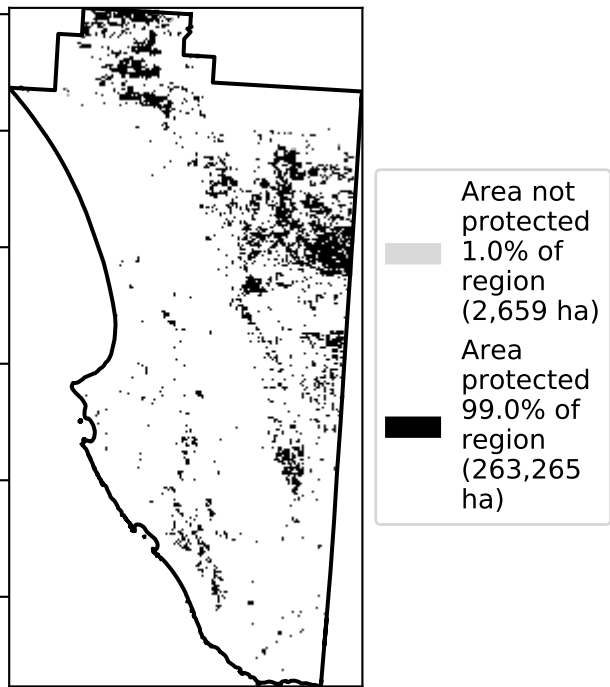 Area not
protected
1.0% of
region
(2,659 ha)
Area
protected
99.0% of
region
(263,265
ha)